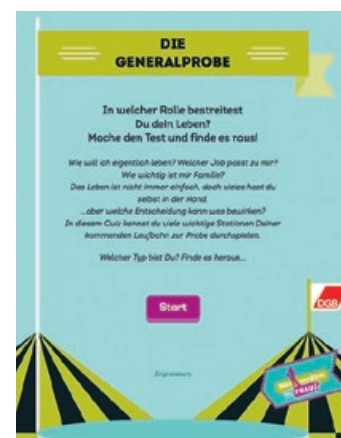 DIE
GENERALPROBE
In welcher Rolle bestreitest
Du dein Leben?
Mache den Test und finde es raus!
Wie will ich eigentlich leben? Welcher Job passt zu mir?
Wie wichtig ist mir Familie?
Das Leben ist nicht immer einfach, doch vieles hast du
selbst in der Hand.
...aber welche Entscheidung kann was bewirken?
In diesem Quiz kannst du viele wichtige Stationen Deiner
kommenden Laufbahn zur Probe durchspielen.
Welcher Typ bist Du? Finde es heraus...
Start
DGB
FRAU?
Impressum